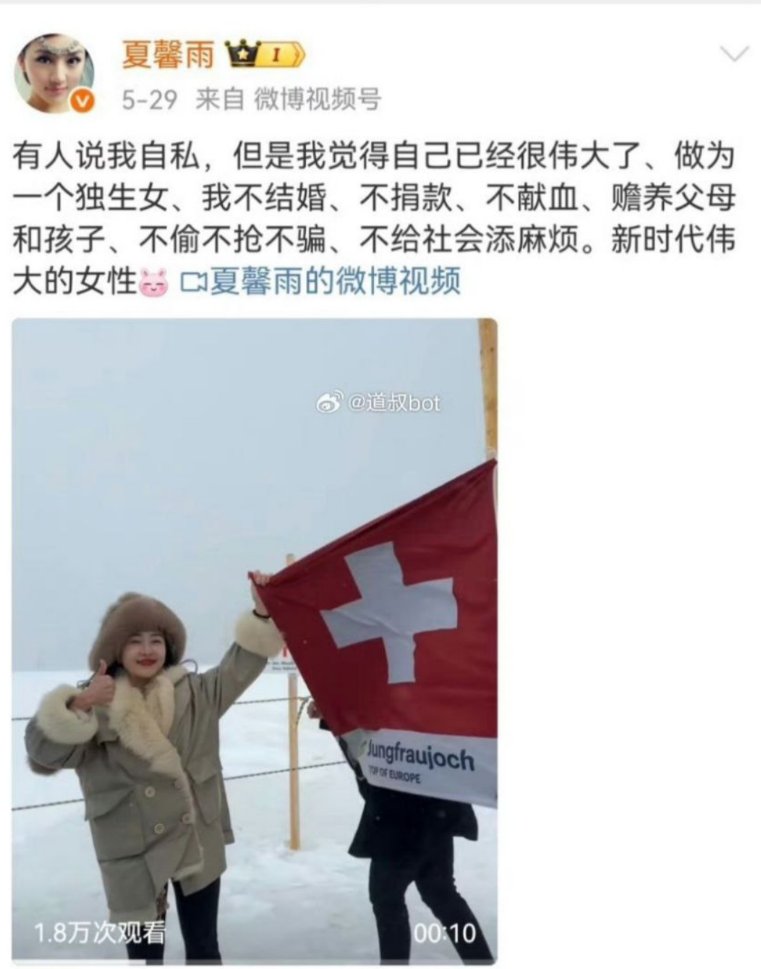 夏馨雨 I
5-29 来自 微博视频号
有人说我自私，但是我觉得自己已经很伟大了、做为
一个独生女、我不结婚、不捐款、不献血、赡养父母
和孩子、不偷不抢不骗、不给社会添麻烦。新时代伟
大的女性 夏馨雨的微博视频
@道叔bot
Jungfraujoch
TOP OF EUROPE
1.8万次观看 00:10